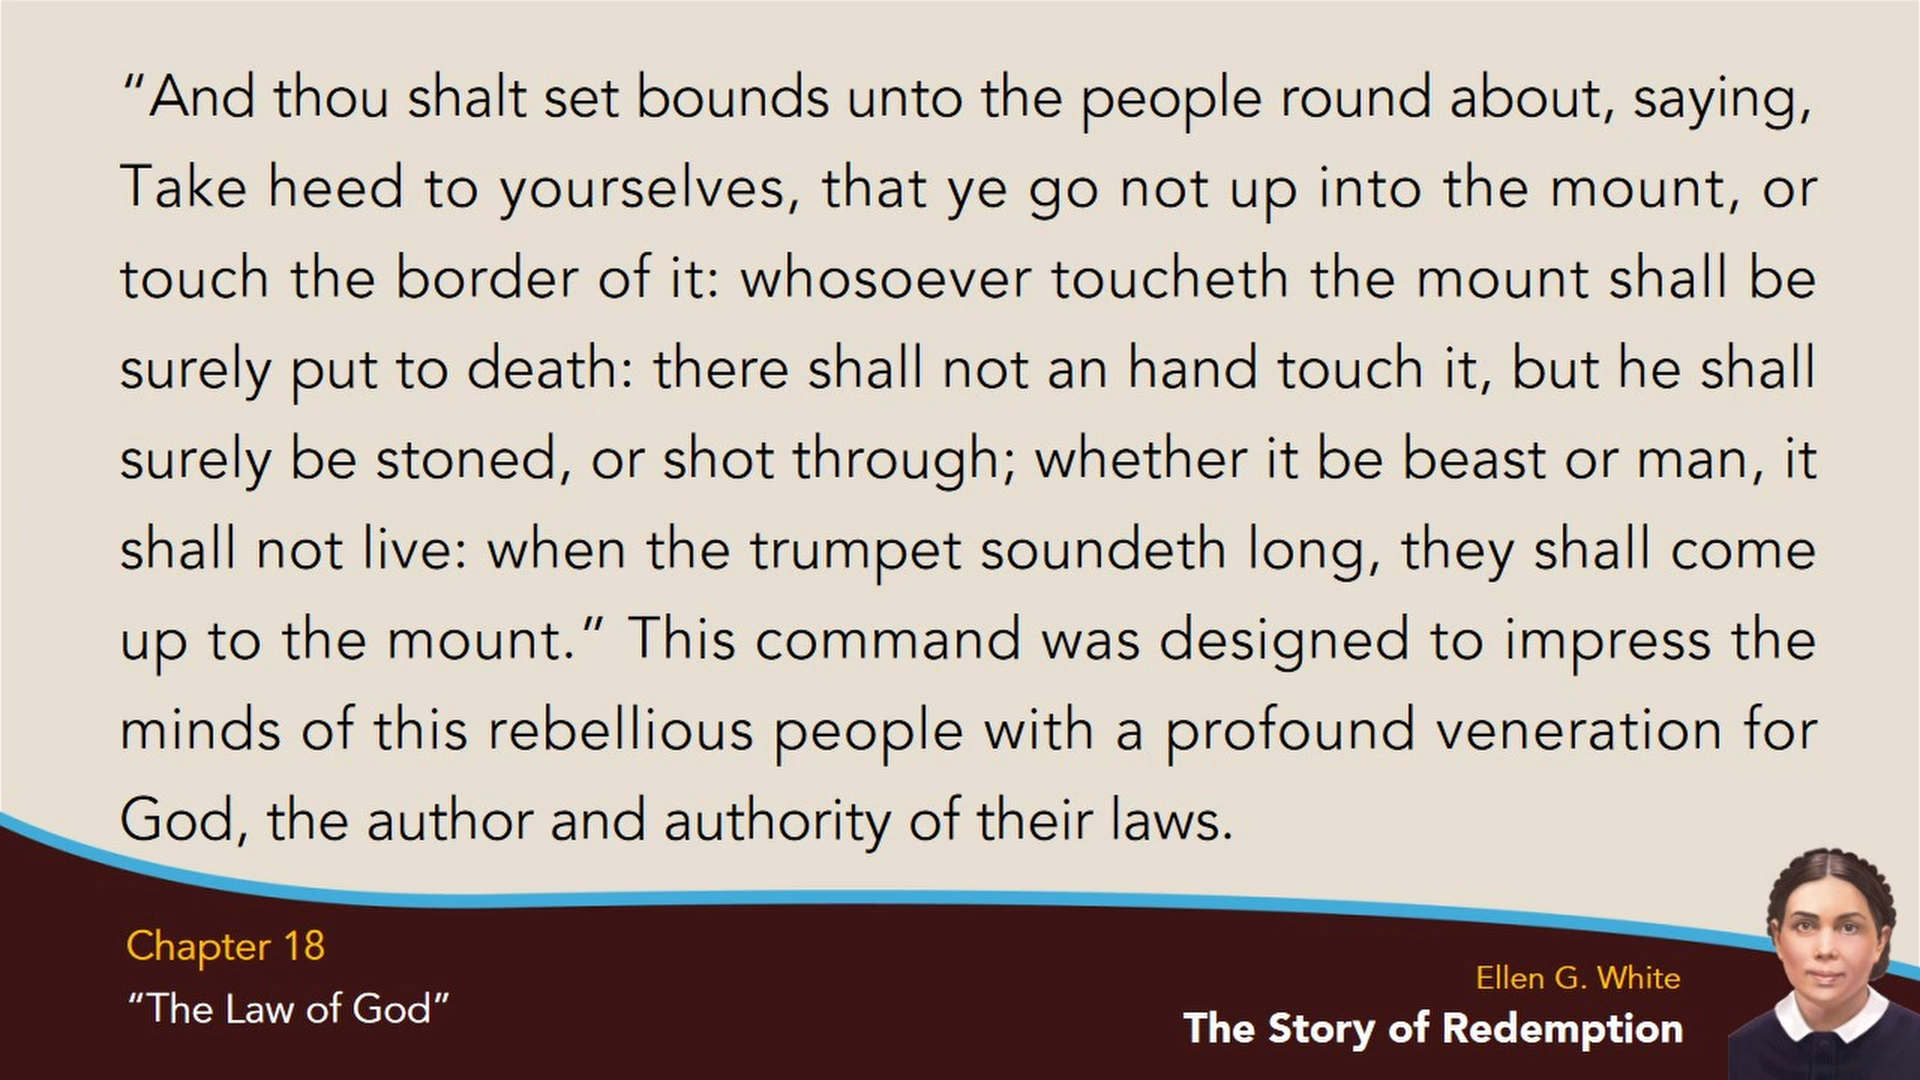 “And thou shalt set bounds unto the people round about, saying,
Take heed to yourselves, that ye go not up into the mount, or
touch the border of it: whosoever toucheth the mount shall be
surely put to death: there shall not an hand touch it, but he shall
surely be stoned, or shot through; whether it be beast or man, it
shall not live: when the trumpet soundeth long, they shall come
up to the mount.” This command was designed to impress the
minds of this rebellious people with a profound veneration for
God, the author and authority of their laws.
Chapter 18
“The Law of God”
Ellen G. White
The Story of Redemption